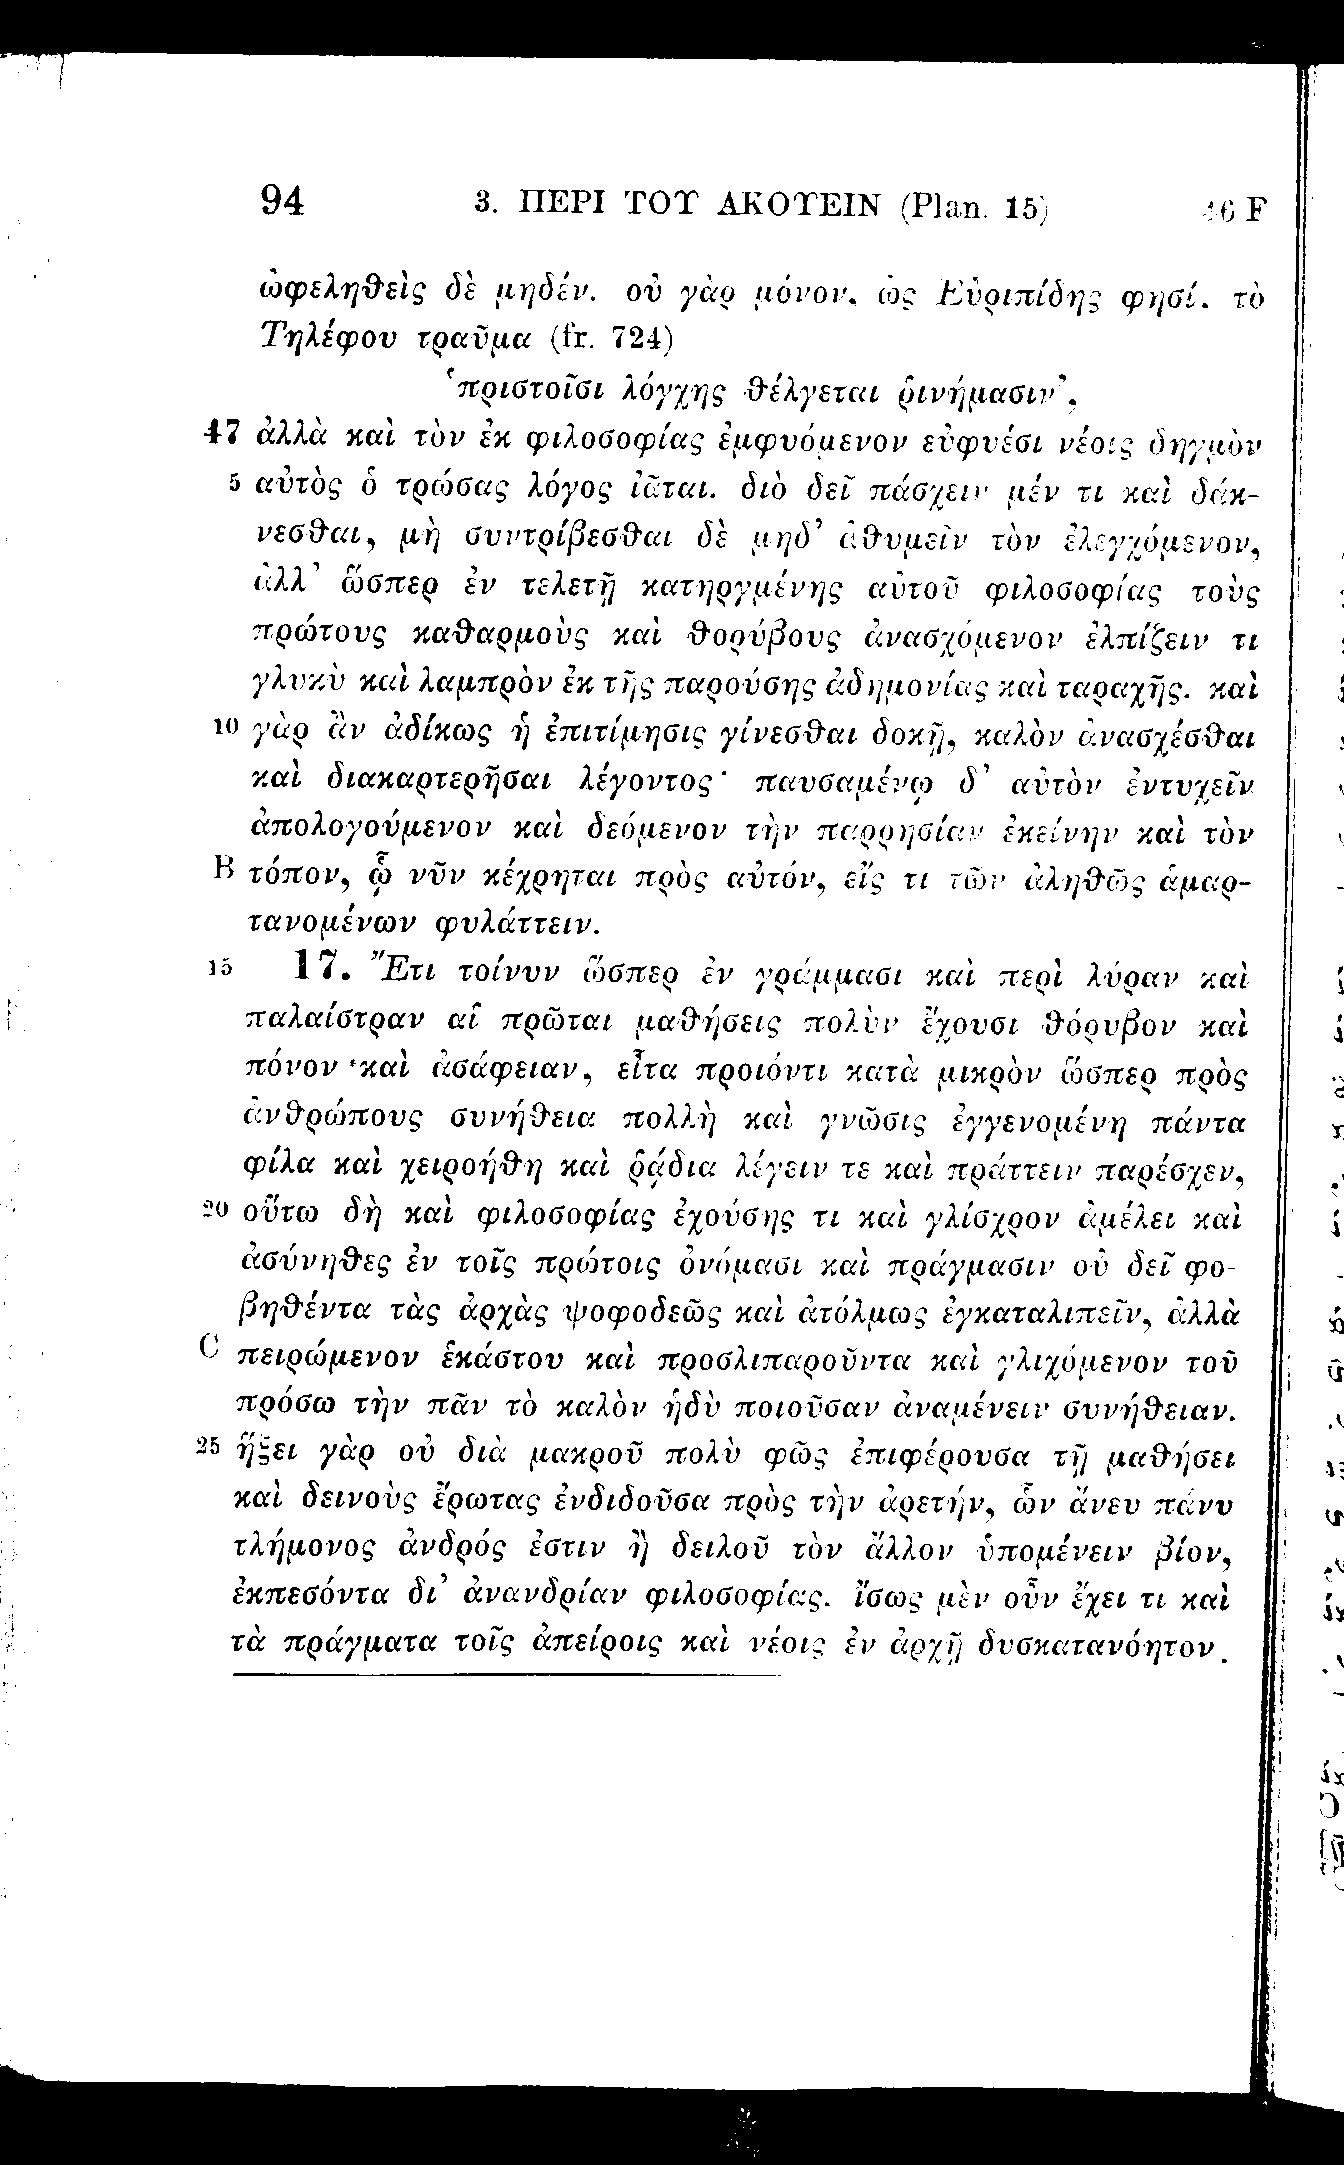 94 3. ΠΕΡΙ ΤΟΥ ΑΚΟΥΕΙΝ (Plan. 15) 46 F
ὠφεληθεὶς δὲ μηδέν. οὐ γὰρ μόνον, ὡς Εὐριπίδης φησί, τὸ
Τηλέφου τραῦμα (fr. 724)
‘πριστοῖσι λόγχης θέλγεται ῥινήμασιν’,
47 ἀλλὰ καὶ τὸν ἐκ φιλοσοφίας ἐμφυόμενον εὐφυέσι νέοις δηγμὸν
5 αὐτὸς ὁ τρώσας λόγος ἰᾶται. διὸ δεῖ πάσχειν μέν τι καὶ δάκ-
νεσθαι, μὴ συντρίβεσθαι δὲ μηδ’ ἀθυμεῖν τὸν ἐλεγχόμενον,
ἀλλ’ ὥσπερ ἐν τελετῇ κατηργμένης αὐτοῦ φιλοσοφίας τοὺς
πρώτους καθαρμοὺς καὶ θορύβους ἀνασχόμενον ἐλπίζειν τι
γλυκὺ καὶ λαμπρὸν ἐκ τῆς παρούσης ἀδημονίας καὶ ταραχῆς. καὶ
10 γὰρ ἂν ἀδίκως ἡ ἐπιτίμησις γίνεσθαι δοκῇ, καλὸν ἀνασχέσθαι
καὶ διακαρτερῆσαι λέγοντος· παυσαμένῳ δ’ αὐτὸν ἐντυχεῖν
ἀπολογούμενον καὶ δεόμενον τὴν παρρησίαν ἐκείνην καὶ τὸν
B τόπον, ᾧ νῦν κέχρηται πρὸς αὐτόν, εἴς τι τῶν ἀληθῶς ἁμαρ-
τανομένων φυλάττειν.
15 17. Ἔτι τοίνυν ὥσπερ ἐν γράμμασι καὶ περὶ λύραν καὶ
παλαίστραν αἱ πρῶται μαθήσεις πολὺν ἔχουσι θόρυβον καὶ
πόνον καὶ ἀσάφειαν, εἶτα προιόντι κατὰ μικρὸν ὥσπερ πρὸς
ἀνθρώπους συνήθεια πολλὴ καὶ γνῶσις ἐγγενομένη πάντα
φίλα καὶ χειροήθη καὶ ῥᾴδια λέγειν τε καὶ πράττειν παρέσχεν,
20 οὕτω δὴ καὶ φιλοσοφίας ἐχούσης τι καὶ γλίσχρον ἀμέλει καὶ
ἀσύνηθες ἐν τοῖς πρώτοις ὀνόμασι καὶ πράγμασιν οὐ δεῖ φο-
βηθέντα τὰς ἀρχὰς ψοφοδεῶς καὶ ἀτόλμως ἐγκαταλιπεῖν, ἀλλὰ
C πειρώμενον ἑκάστου καὶ προσλιπαροῦντα καὶ γλιχόμενον τοῦ
πρόσω τὴν πᾶν τὸ καλὸν ἡδὺ ποιοῦσαν ἀναμένειν συνήθειαν.
25 ἥξει γὰρ οὐ διὰ μακροῦ πολὺ φῶς ἐπιφέρουσα τῇ μαθήσει
καὶ δεινοὺς ἔρωτας ἐνδιδοῦσα πρὸς τὴν ἀρετήν, ὧν ἄνευ πάνυ
τλήμονος ἀνδρός ἐστιν ἢ δειλοῦ τὸν ἄλλον ὑπομένειν βίον,
ἐκπεσόντα δι’ ἀνανδρίαν φιλοσοφίας. ἴσως μὲν οὖν ἔχει τι καὶ
τὰ πράγματα τοῖς ἀπείροις καὶ νέοις ἐν ἀρχῇ δυσκατανόητον.